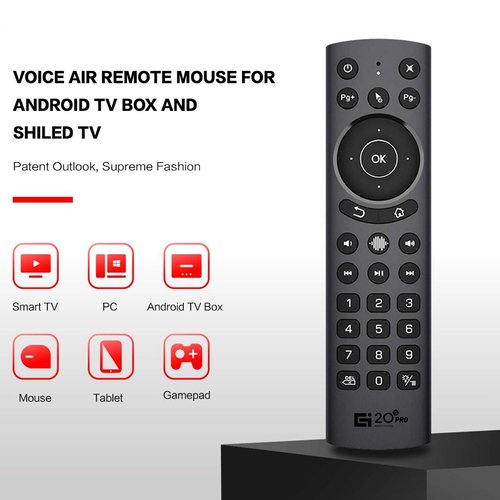 VOICE AIR REMOTE MOUSE FOR
ANDROID TV BOX AND
SHILED TV
Patent Outlook, Supreme Fashion
Smart TV
PC
Android TV Box
Mouse
Tablet
Gamepad
Pg+
Pg-
OK
1 2 3
4 5 6
7 8 9
DEL 0
G20S PRO